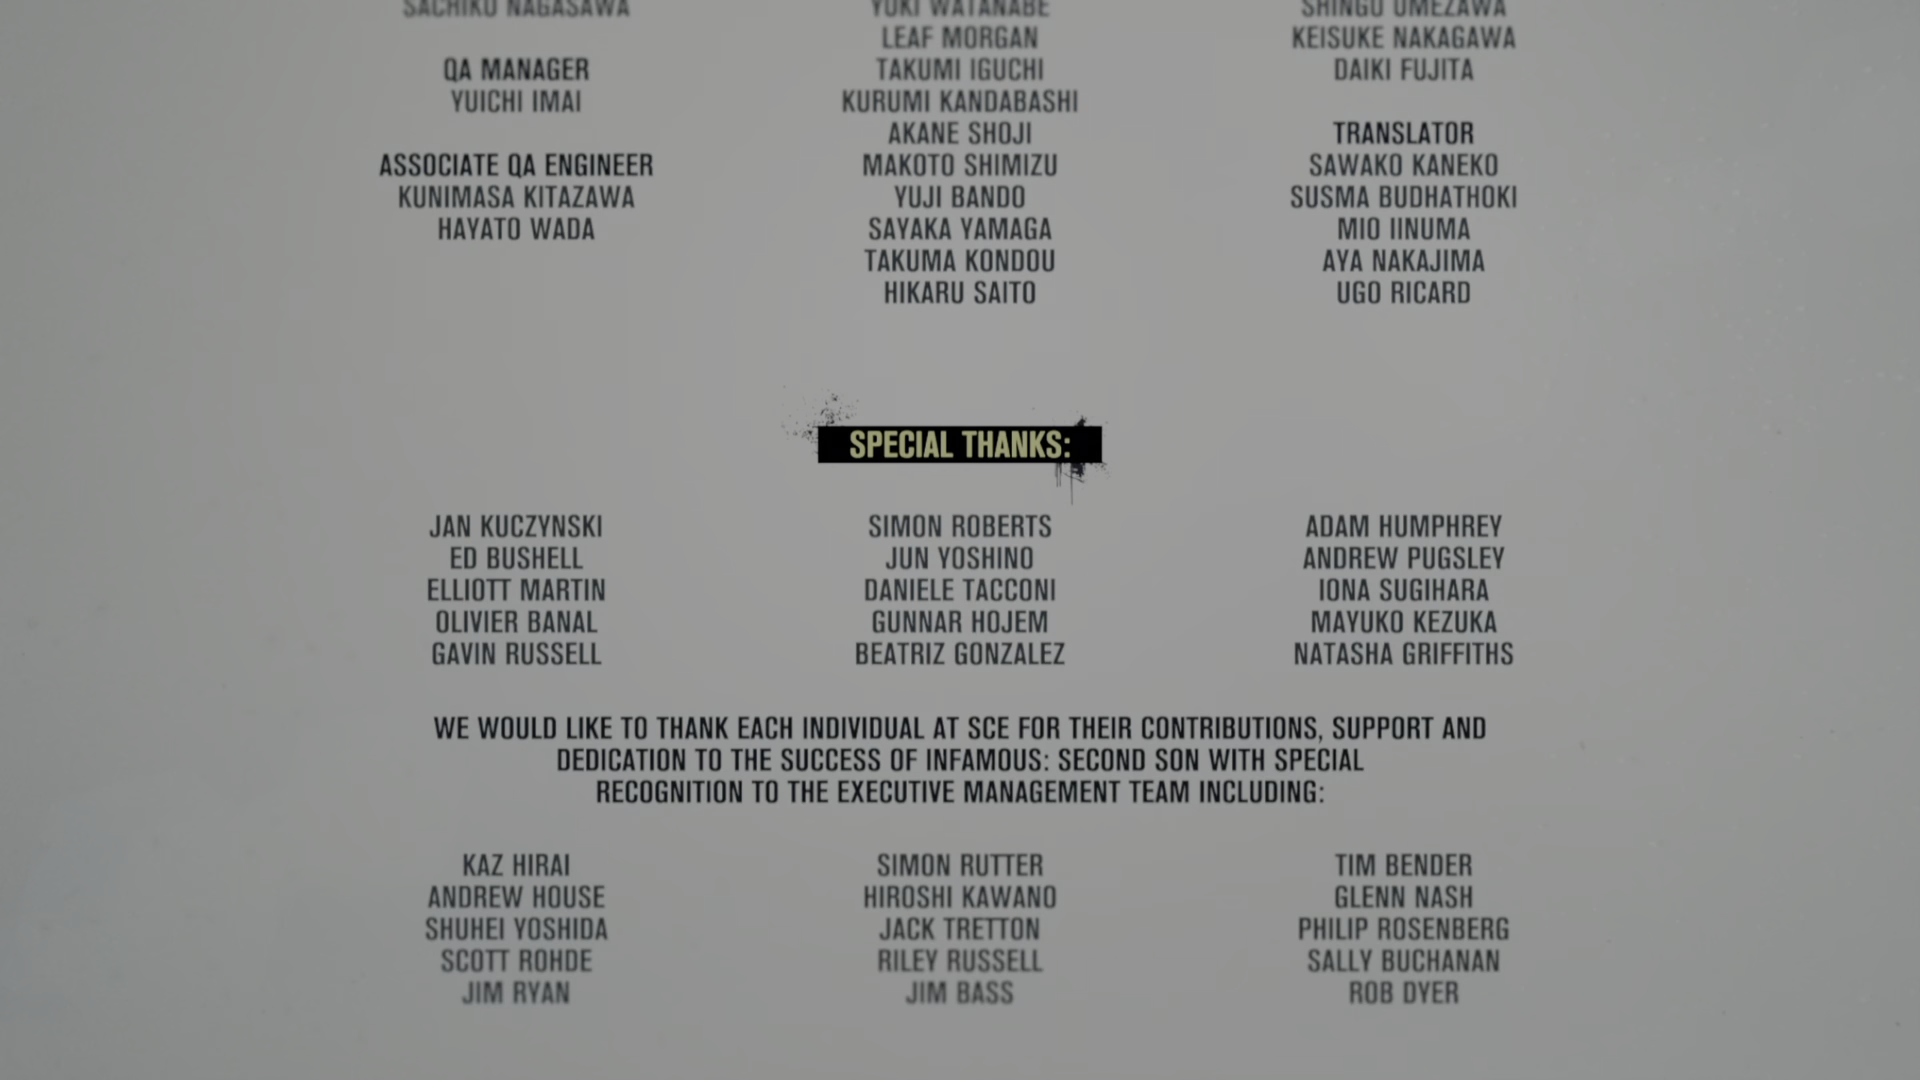 SACHIKO NAGASAWA
QA MANAGER
YUICHI IMAI
ASSOCIATE QA ENGINEER
KUNIMASA KITAZAWA
HAYATO WADA
YUKI WATANABE
LEAF MORGAN
TAKUMI IGUCHI
KURUMI KANDABASHI
AKANE SHOJI
MAKOTO SHIMIZU
YUJI BANDO
SAYAKA YAMAGA
TAKUMA KONDOU
HIKARU SAITO
SHINGO UMEZAWA
KEISUKE NAKAGAWA
DAIKI FUJITA
TRANSLATOR
SAWAKO KANEKO
SUSMA BUDHATHOKI
MIO IINUMA
AYA NAKAJIMA
UGO RICARD
SPECIAL THANKS:
JAN KUCZYNSKI
ED BUSHELL
ELLIOTT MARTIN
OLIVIER BANAL
GAVIN RUSSELL
SIMON ROBERTS
JUN YOSHINO
DANIELE TACCONI
GUNNAR HOJEM
BEATRIZ GONZALEZ
ADAM HUMPHREY
ANDREW PUGSLEY
IONA SUGIHARA
MAYUKO KEZUKA
NATASHA GRIFFITHS
WE WOULD LIKE TO THANK EACH INDIVIDUAL AT SCE FOR THEIR CONTRIBUTIONS, SUPPORT AND
DEDICATION TO THE SUCCESS OF INFAMOUS: SECOND SON WITH SPECIAL
RECOGNITION TO THE EXECUTIVE MANAGEMENT TEAM INCLUDING:
KAZ HIRAI
ANDREW HOUSE
SHUHEI YOSHIDA
SCOTT ROHDE
JIM RYAN
SIMON RUTTER
HIROSHI KAWANO
JACK TRETTON
RILEY RUSSELL
JIM BASS
TIM BENDER
GLENN NASH
PHILIP ROSENBERG
SALLY BUCHANAN
ROB DYER